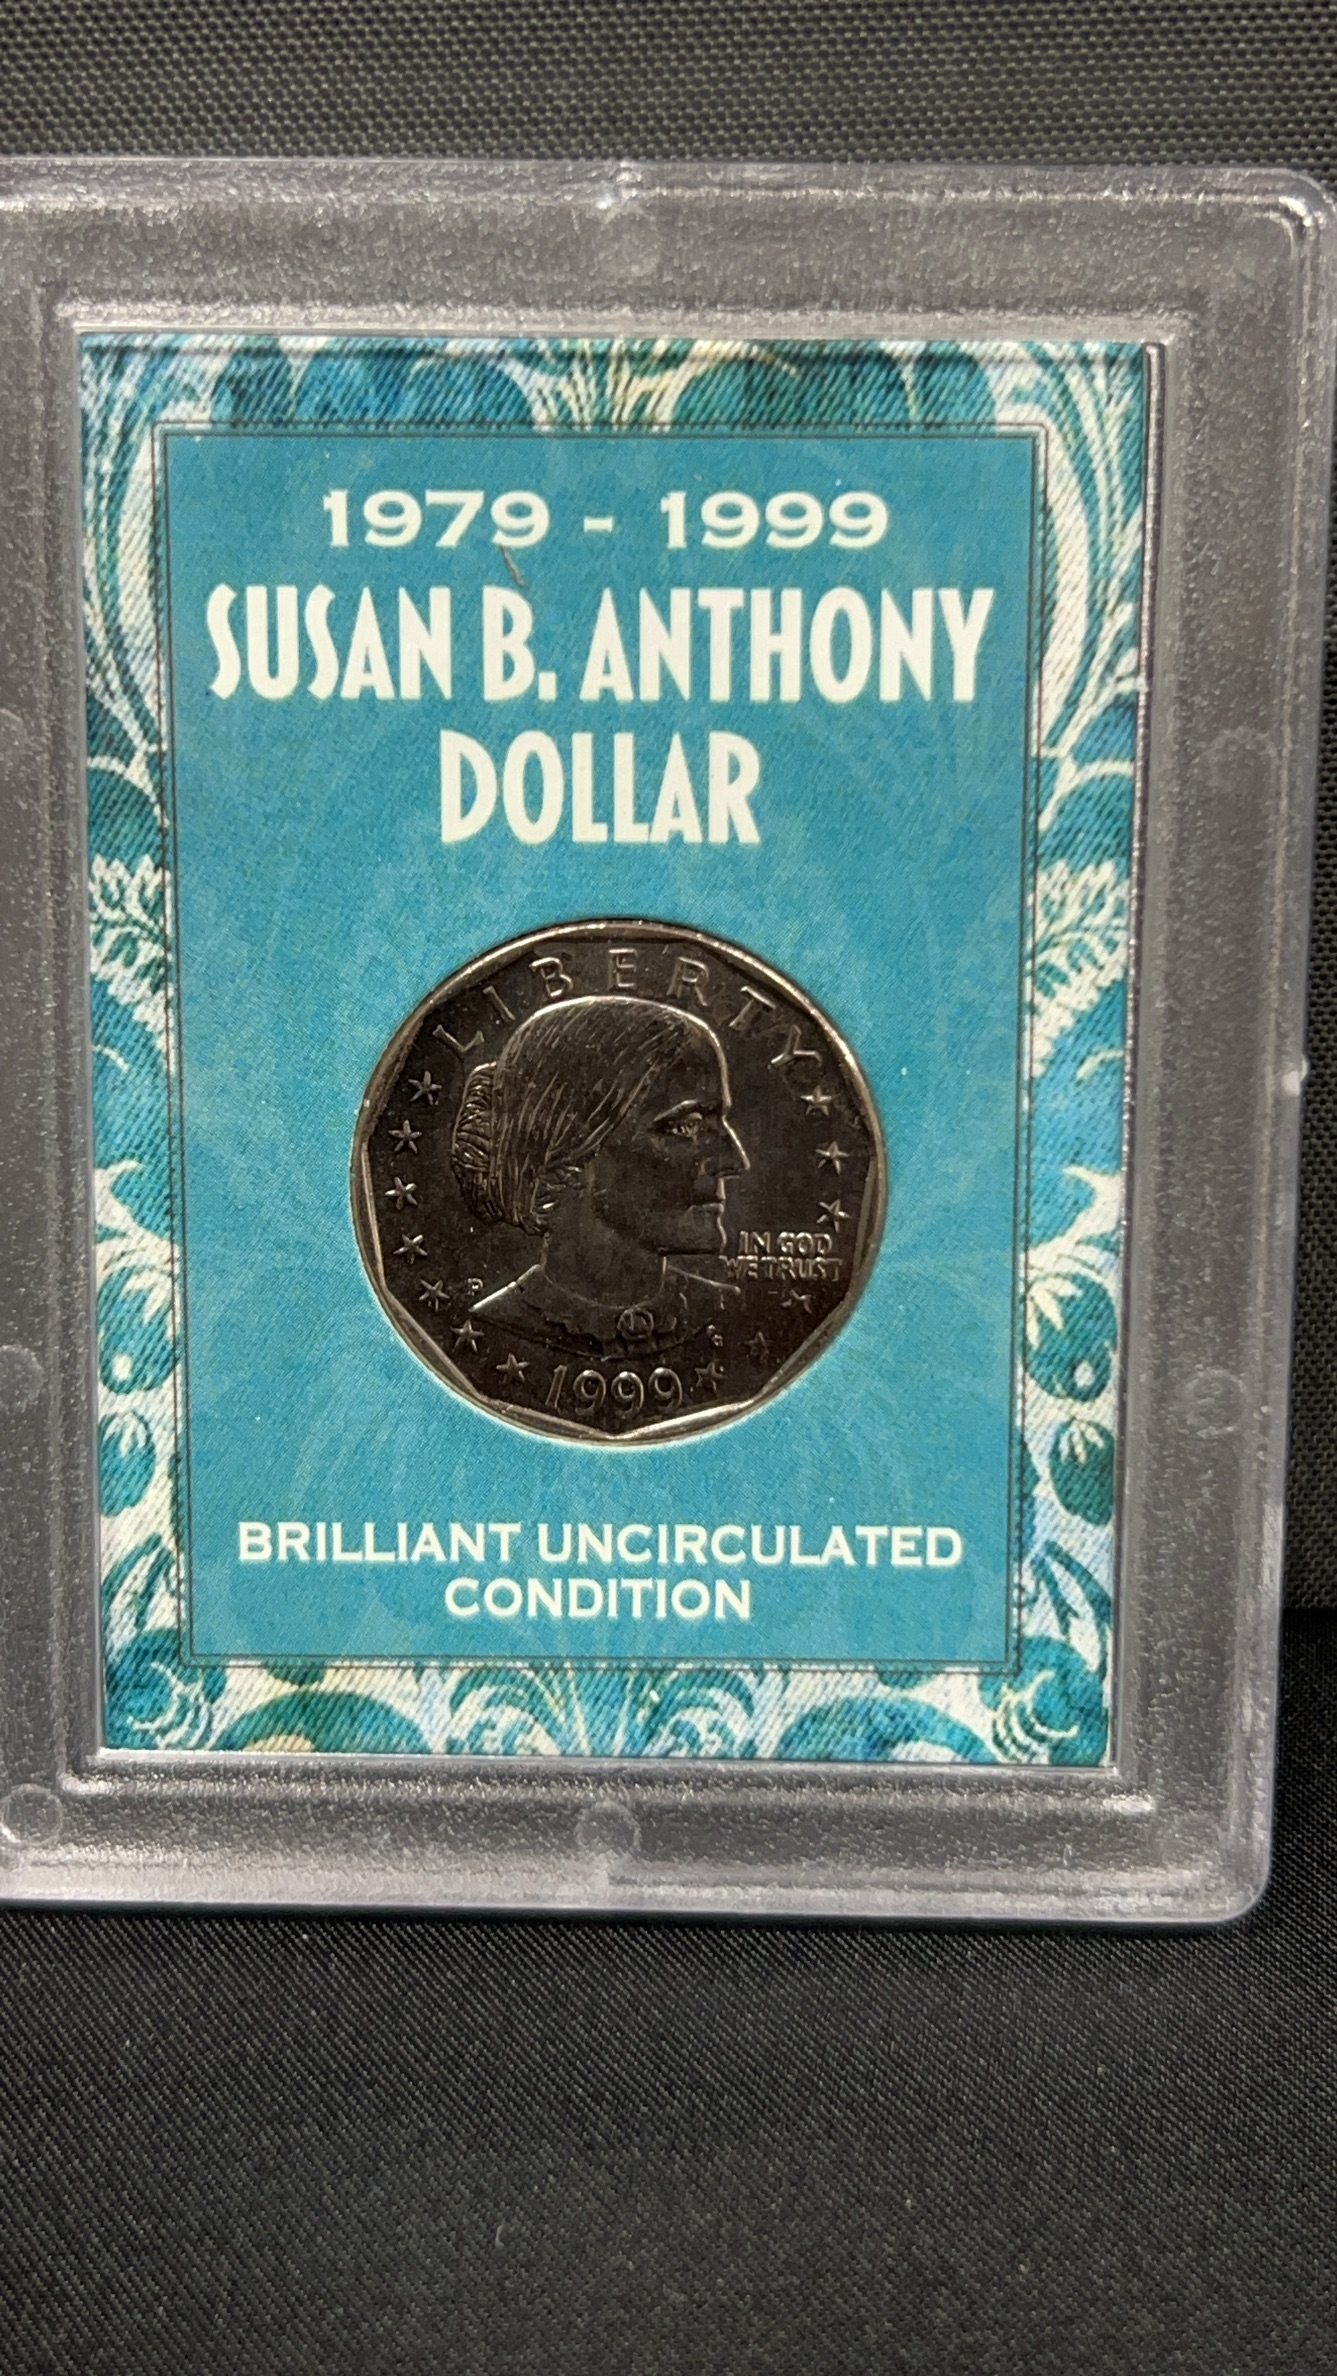 1979 - 1999
SUSAN B. ANTHONY
DOLLAR
LIBERTY
IN GOD
WE TRUST
P
1999
BRILLIANT UNCIRCULATED
CONDITION